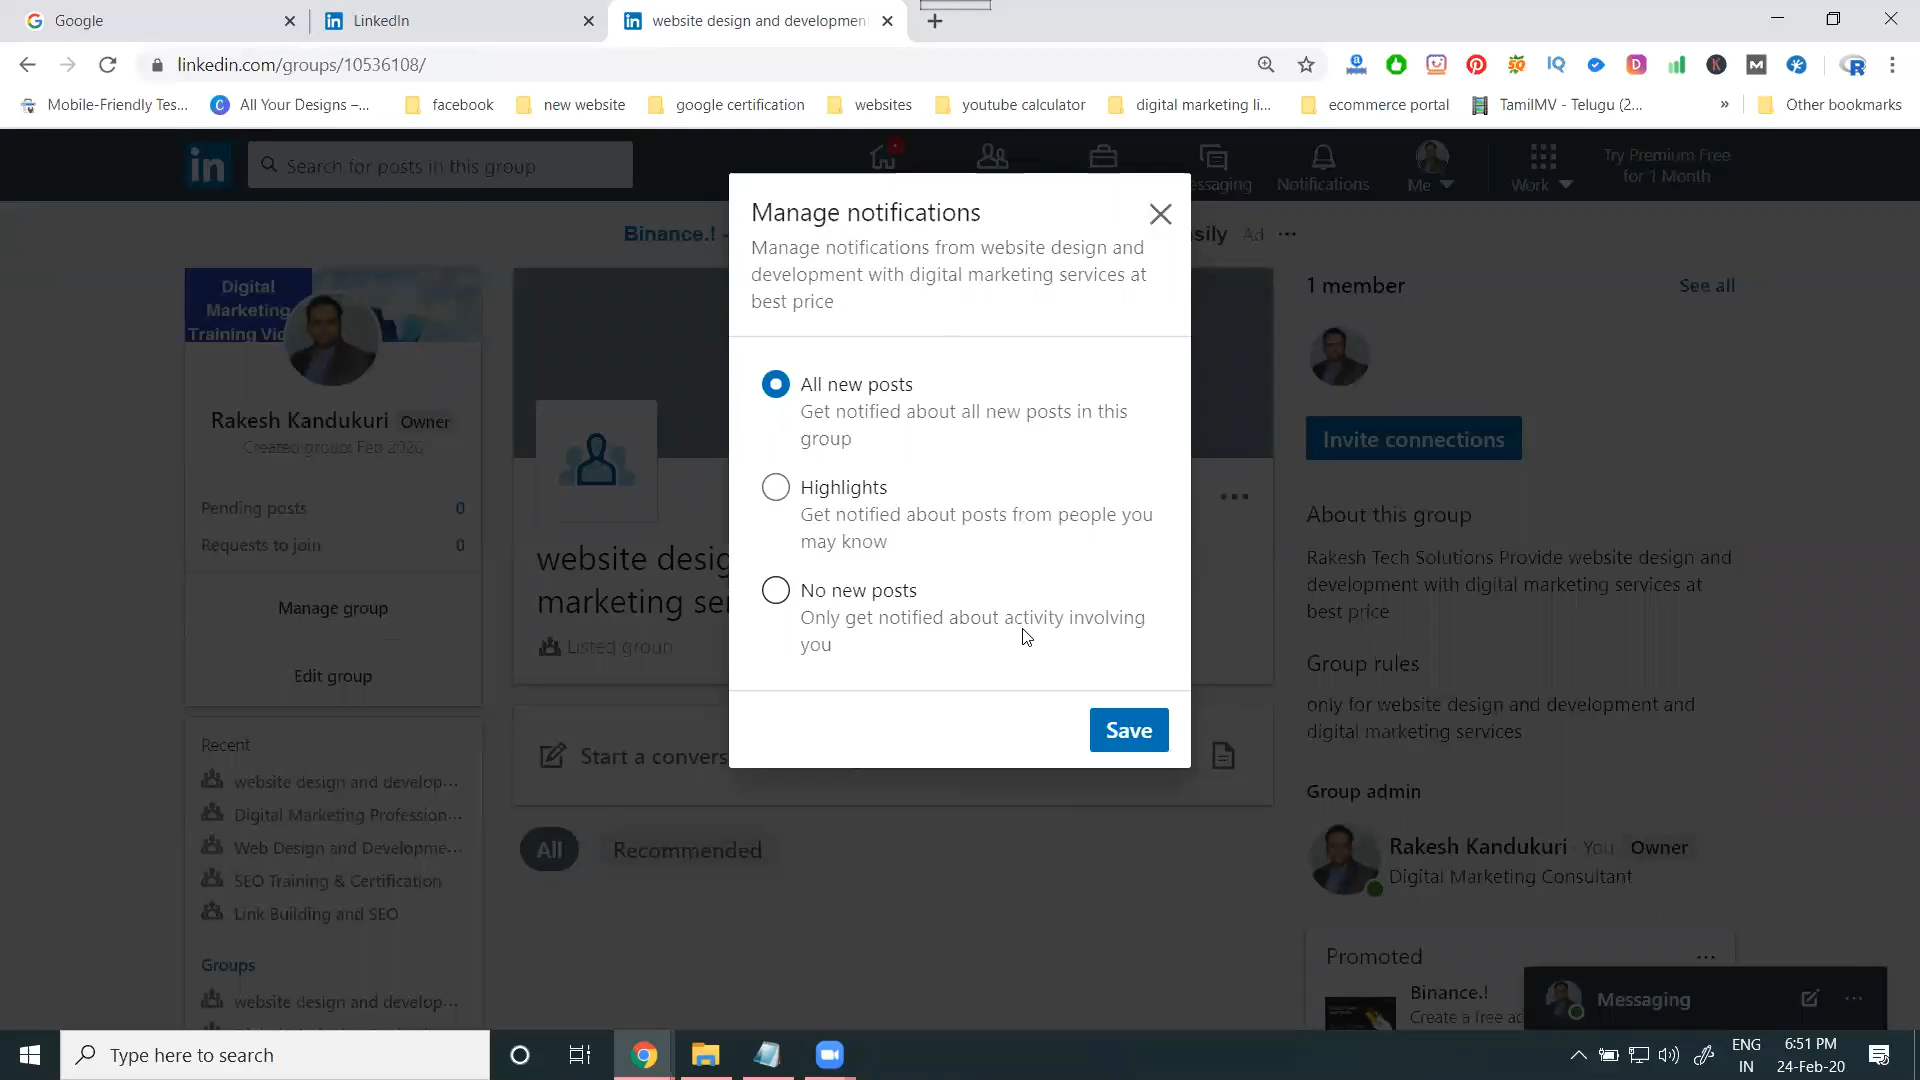 Google
LinkedIn
website design and developmen
linkedin.com/groups/10536108/
Mobile-Friendly Tes...
All Your Designs –...
facebook
new website
google certification
websites
youtube calculator
digital marketing li...
ecommerce portal
TamilMV - Telugu (2...
»
Other bookmarks
in
Search for posts in this group
Notifications
Me
Work
Try Premium Free
for 1 Month
Binance.! -
Ad
Manage notifications
Manage notifications from website design and
development with digital marketing services at
best price
All new posts
Get notified about all new posts in this
group
Highlights
Get notified about posts from people you
may know
No new posts
Only get notified about activity involving
you
Save
Digital
Marketing
Training Vi
Rakesh Kandukuri Owner
Created group: Feb 2020
Pending posts 0
Requests to join 0
Manage group
Edit group
Recent
website design and develop...
Digital Marketing Profession...
Web Design and Developme...
SEO Training & Certification
Link Building and SEO
Groups
website design and develop...
website desig
marketing se
Listed group
Start a convers
All
Recommended
1 member
See all
Invite connections
About this group
Rakesh Tech Solutions Provide website design and
development with digital marketing services at
best price
Group rules
only for website design and development and
digital marketing services
Group admin
Rakesh Kandukuri · You Owner
Digital Marketing Consultant
Promoted
Binance.!
Create a free ac
Messaging
Type here to search
ENG
IN
6:51 PM
24-Feb-20